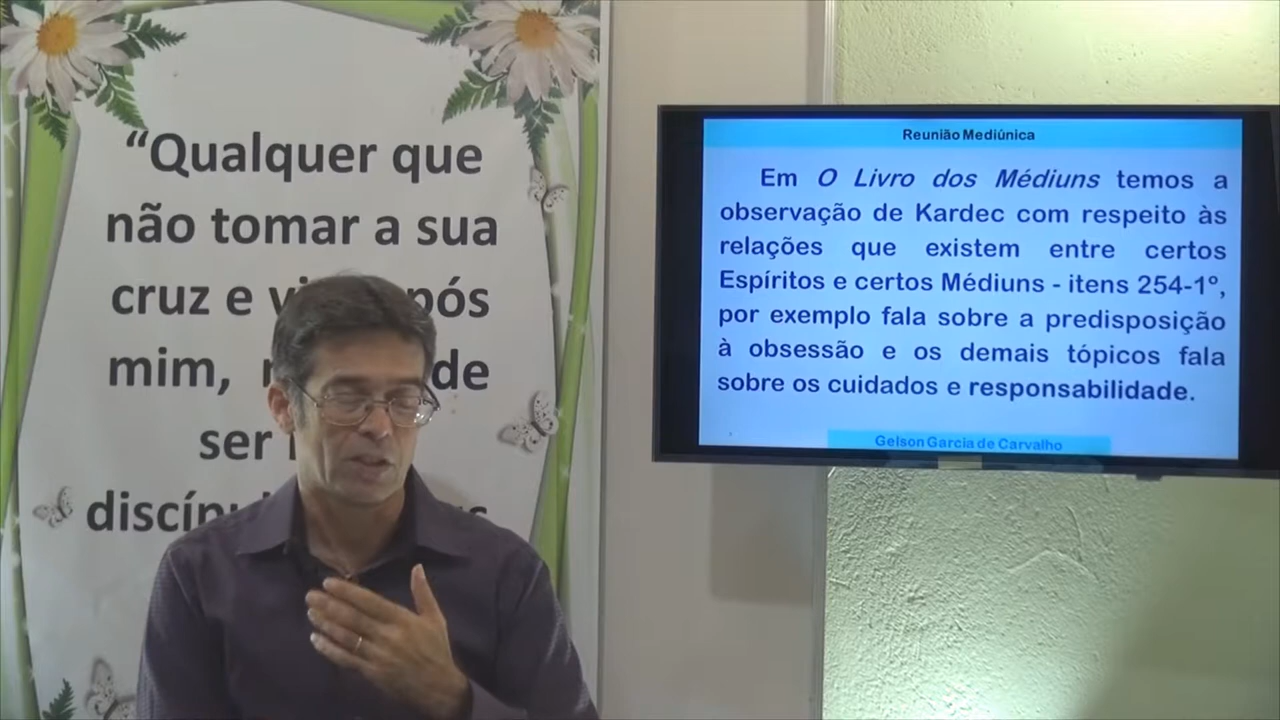 “Qualquer que
não tomar a sua
cruz e
mim,
de
ser
Reunião Mediúnica
Em O Livro dos Médiuns temos a
observação de Kardec com respeito às
relações que existem entre certos
Espíritos e certos Médiuns - itens 254-1º,
por exemplo fala sobre a predisposição
à obsessão e os demais tópicos fala
sobre os cuidados e responsabilidade.
Gelson Garcia de Carvalho